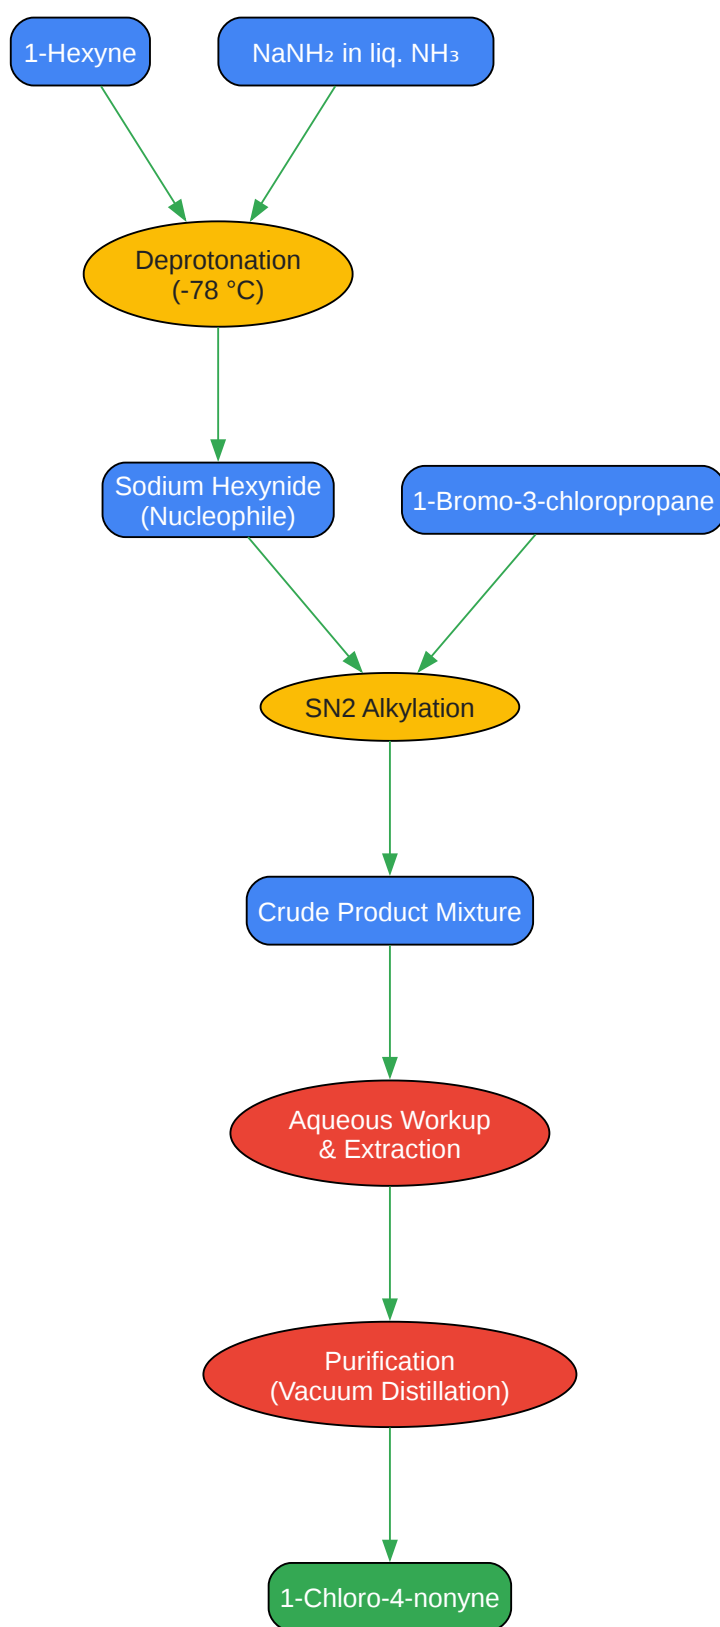 1-Hexyne
NaNH₂ in liq. NH₃
Deprotonation
(-78 °C)
Sodium Hexynide
(Nucleophile)
1-Bromo-3-chloropropane
SN2 Alkylation
Crude Product Mixture
Aqueous Workup
& Extraction
Purification
(Vacuum Distillation)
1-Chloro-4-nonyne